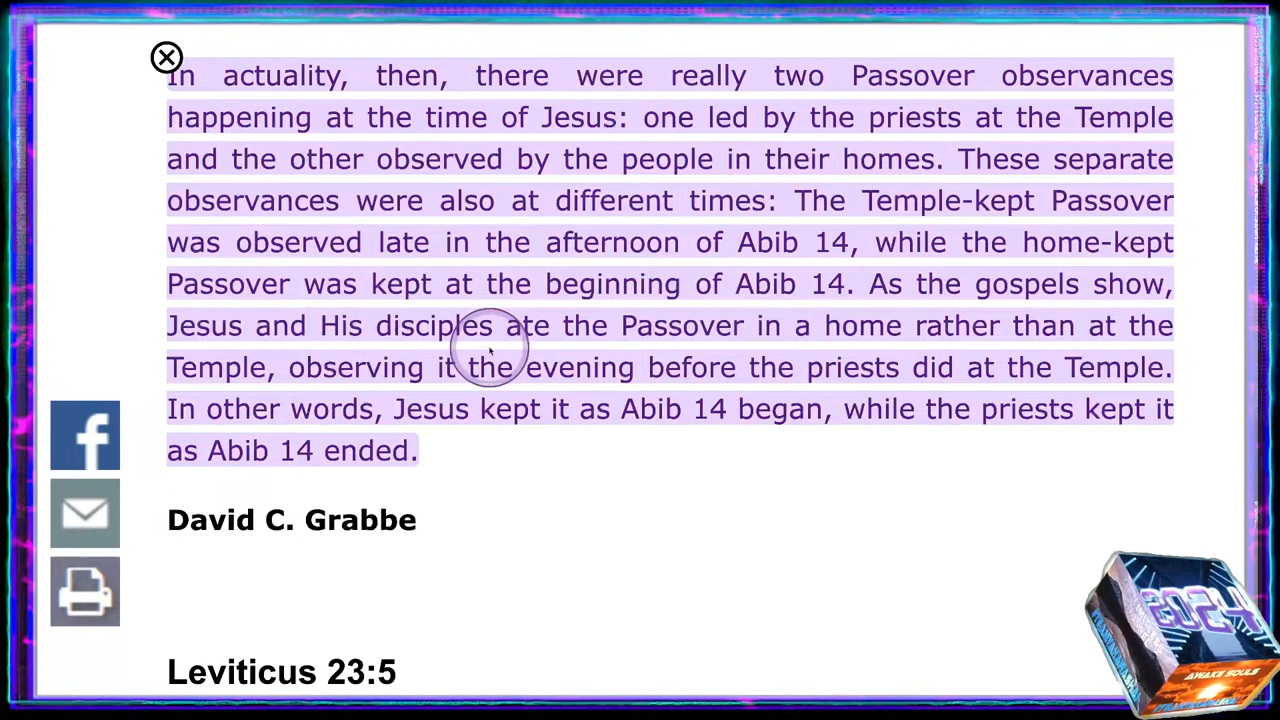 In actuality, then, there were really two Passover observances
happening at the time of Jesus: one led by the priests at the Temple
and the other observed by the people in their homes. These separate
observances were also at different times: The Temple-kept Passover
was observed late in the afternoon of Abib 14, while the home-kept
Passover was kept at the beginning of Abib 14. As the gospels show,
Jesus and His disciples ate the Passover in a home rather than at the
Temple, observing it the evening before the priests did at the Temple.
In other words, Jesus kept it as Abib 14 began, while the priests kept it
as Abib 14 ended.
David C. Grabbe
Leviticus 23:5
AWAKE SOULS